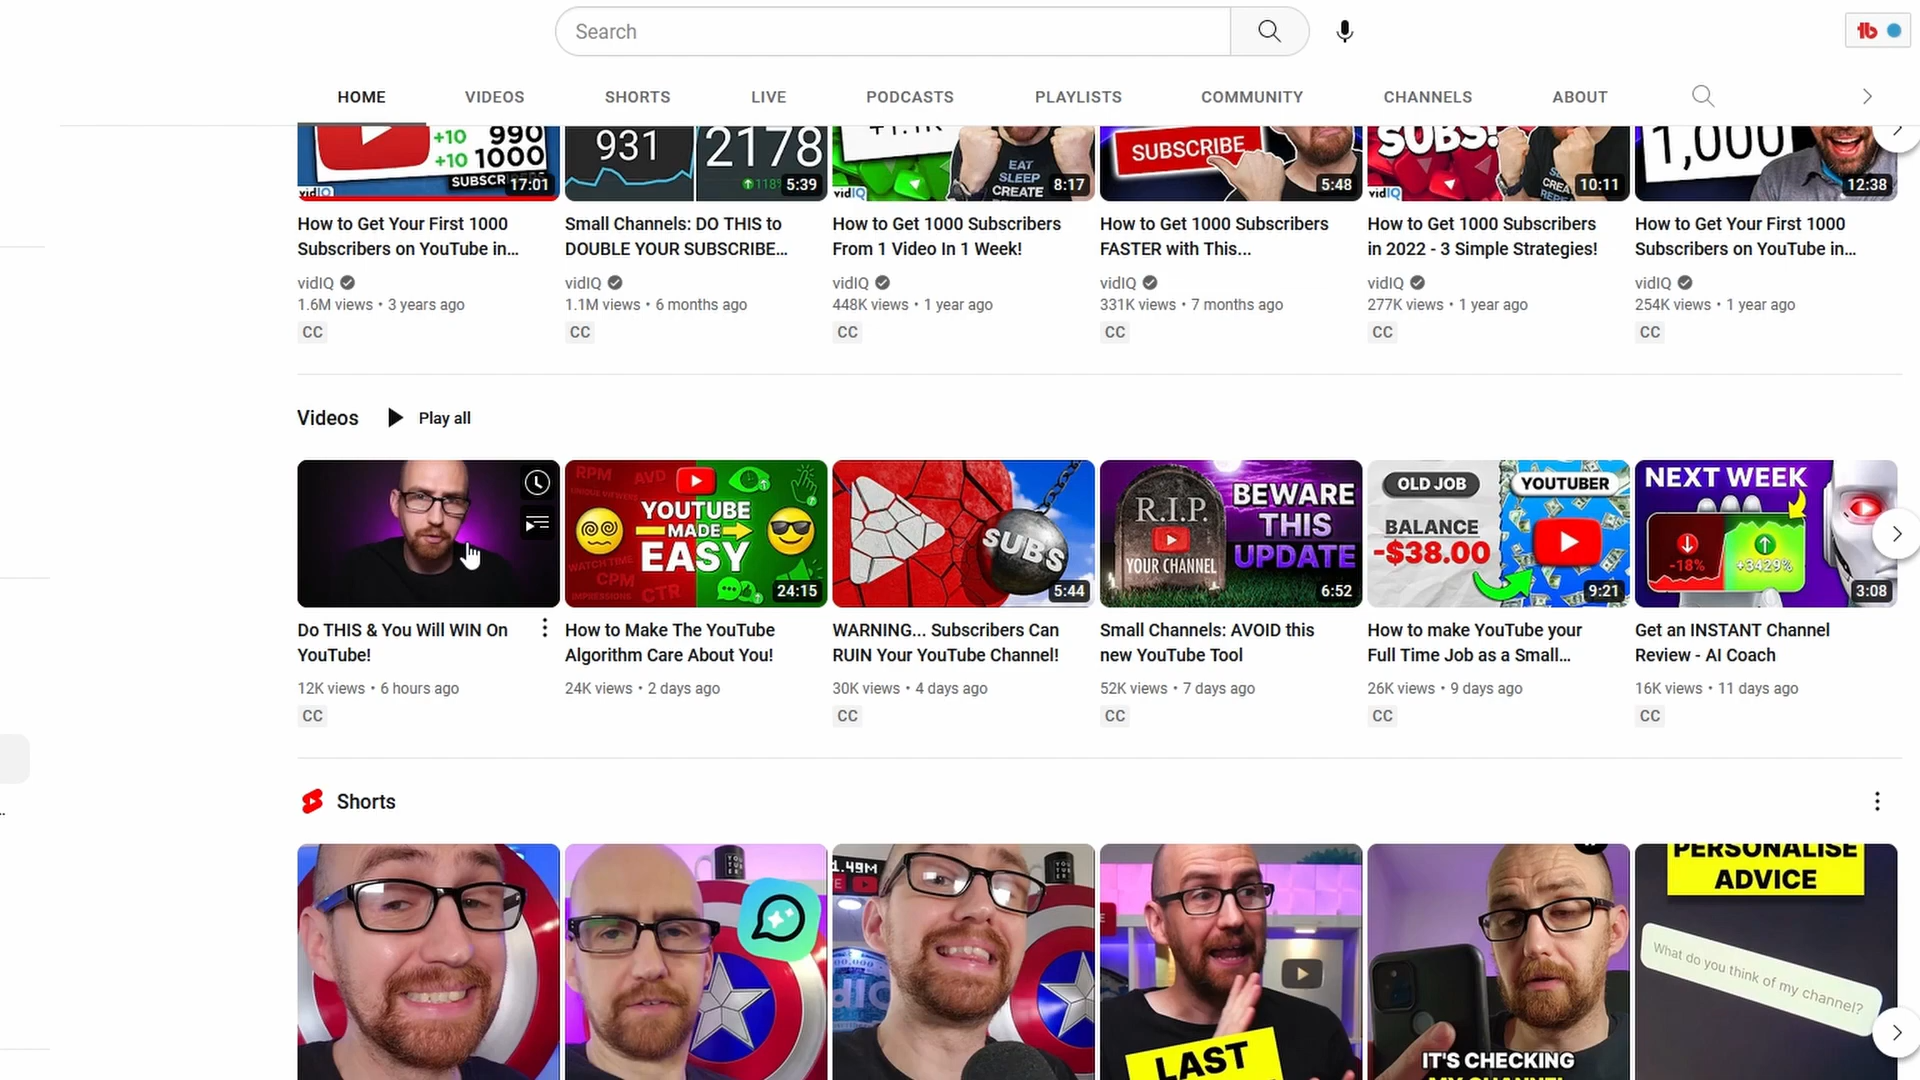 Search
HOME VIDEOS SHORTS LIVE PODCASTS PLAYLISTS COMMUNITY CHANNELS ABOUT
+10 990
+10 1000
vidIQ
17:01
931 2178
5:39
EAT
SLEEP
CREATE
vidIQ
8:17
SUBSCRIBE
5:48
SUBS!
vidIQ
10:11
1,000
12:38
How to Get Your First 1000
Subscribers on YouTube in...
vidIQ
1.6M views • 3 years ago
CC
Small Channels: DO THIS to
DOUBLE YOUR SUBSCRIBE...
vidIQ
1.1M views • 6 months ago
CC
How to Get 1000 Subscribers
From 1 Video In 1 Week!
vidIQ
448K views • 1 year ago
CC
How to Get 1000 Subscribers
FASTER with This...
vidIQ
331K views • 7 months ago
CC
How to Get 1000 Subscribers
in 2022 - 3 Simple Strategies!
vidIQ
277K views • 1 year ago
CC
How to Get Your First 1000
Subscribers on YouTube in...
vidIQ
254K views • 1 year ago
CC
Videos Play all
RPM AVD
YOUTUBE
MADE
EASY
WATCH TIME
CPM
IMPRESSIONS CTR
24:15
SUBS
5:44
R.I.P.
YOUR CHANNEL
BEWARE
THIS
UPDATE
6:52
OLD JOB
BALANCE
-$38.00
YOUTUBER
9:21
NEXT WEEK
-18%
+3429%
3:08
Do THIS & You Will WIN On
YouTube!
12K views • 6 hours ago
CC
How to Make The YouTube
Algorithm Care About You!
24K views • 2 days ago
WARNING... Subscribers Can
RUIN Your YouTube Channel!
30K views • 4 days ago
CC
Small Channels: AVOID this
new YouTube Tool
52K views • 7 days ago
CC
How to make YouTube your
Full Time Job as a Small...
26K views • 9 days ago
CC
Get an INSTANT Channel
Review - AI Coach
16K views • 11 days ago
CC
Shorts
1.49M
LAST
IT'S CHECKING
PERSONALISE
ADVICE
What do you think of my channel?